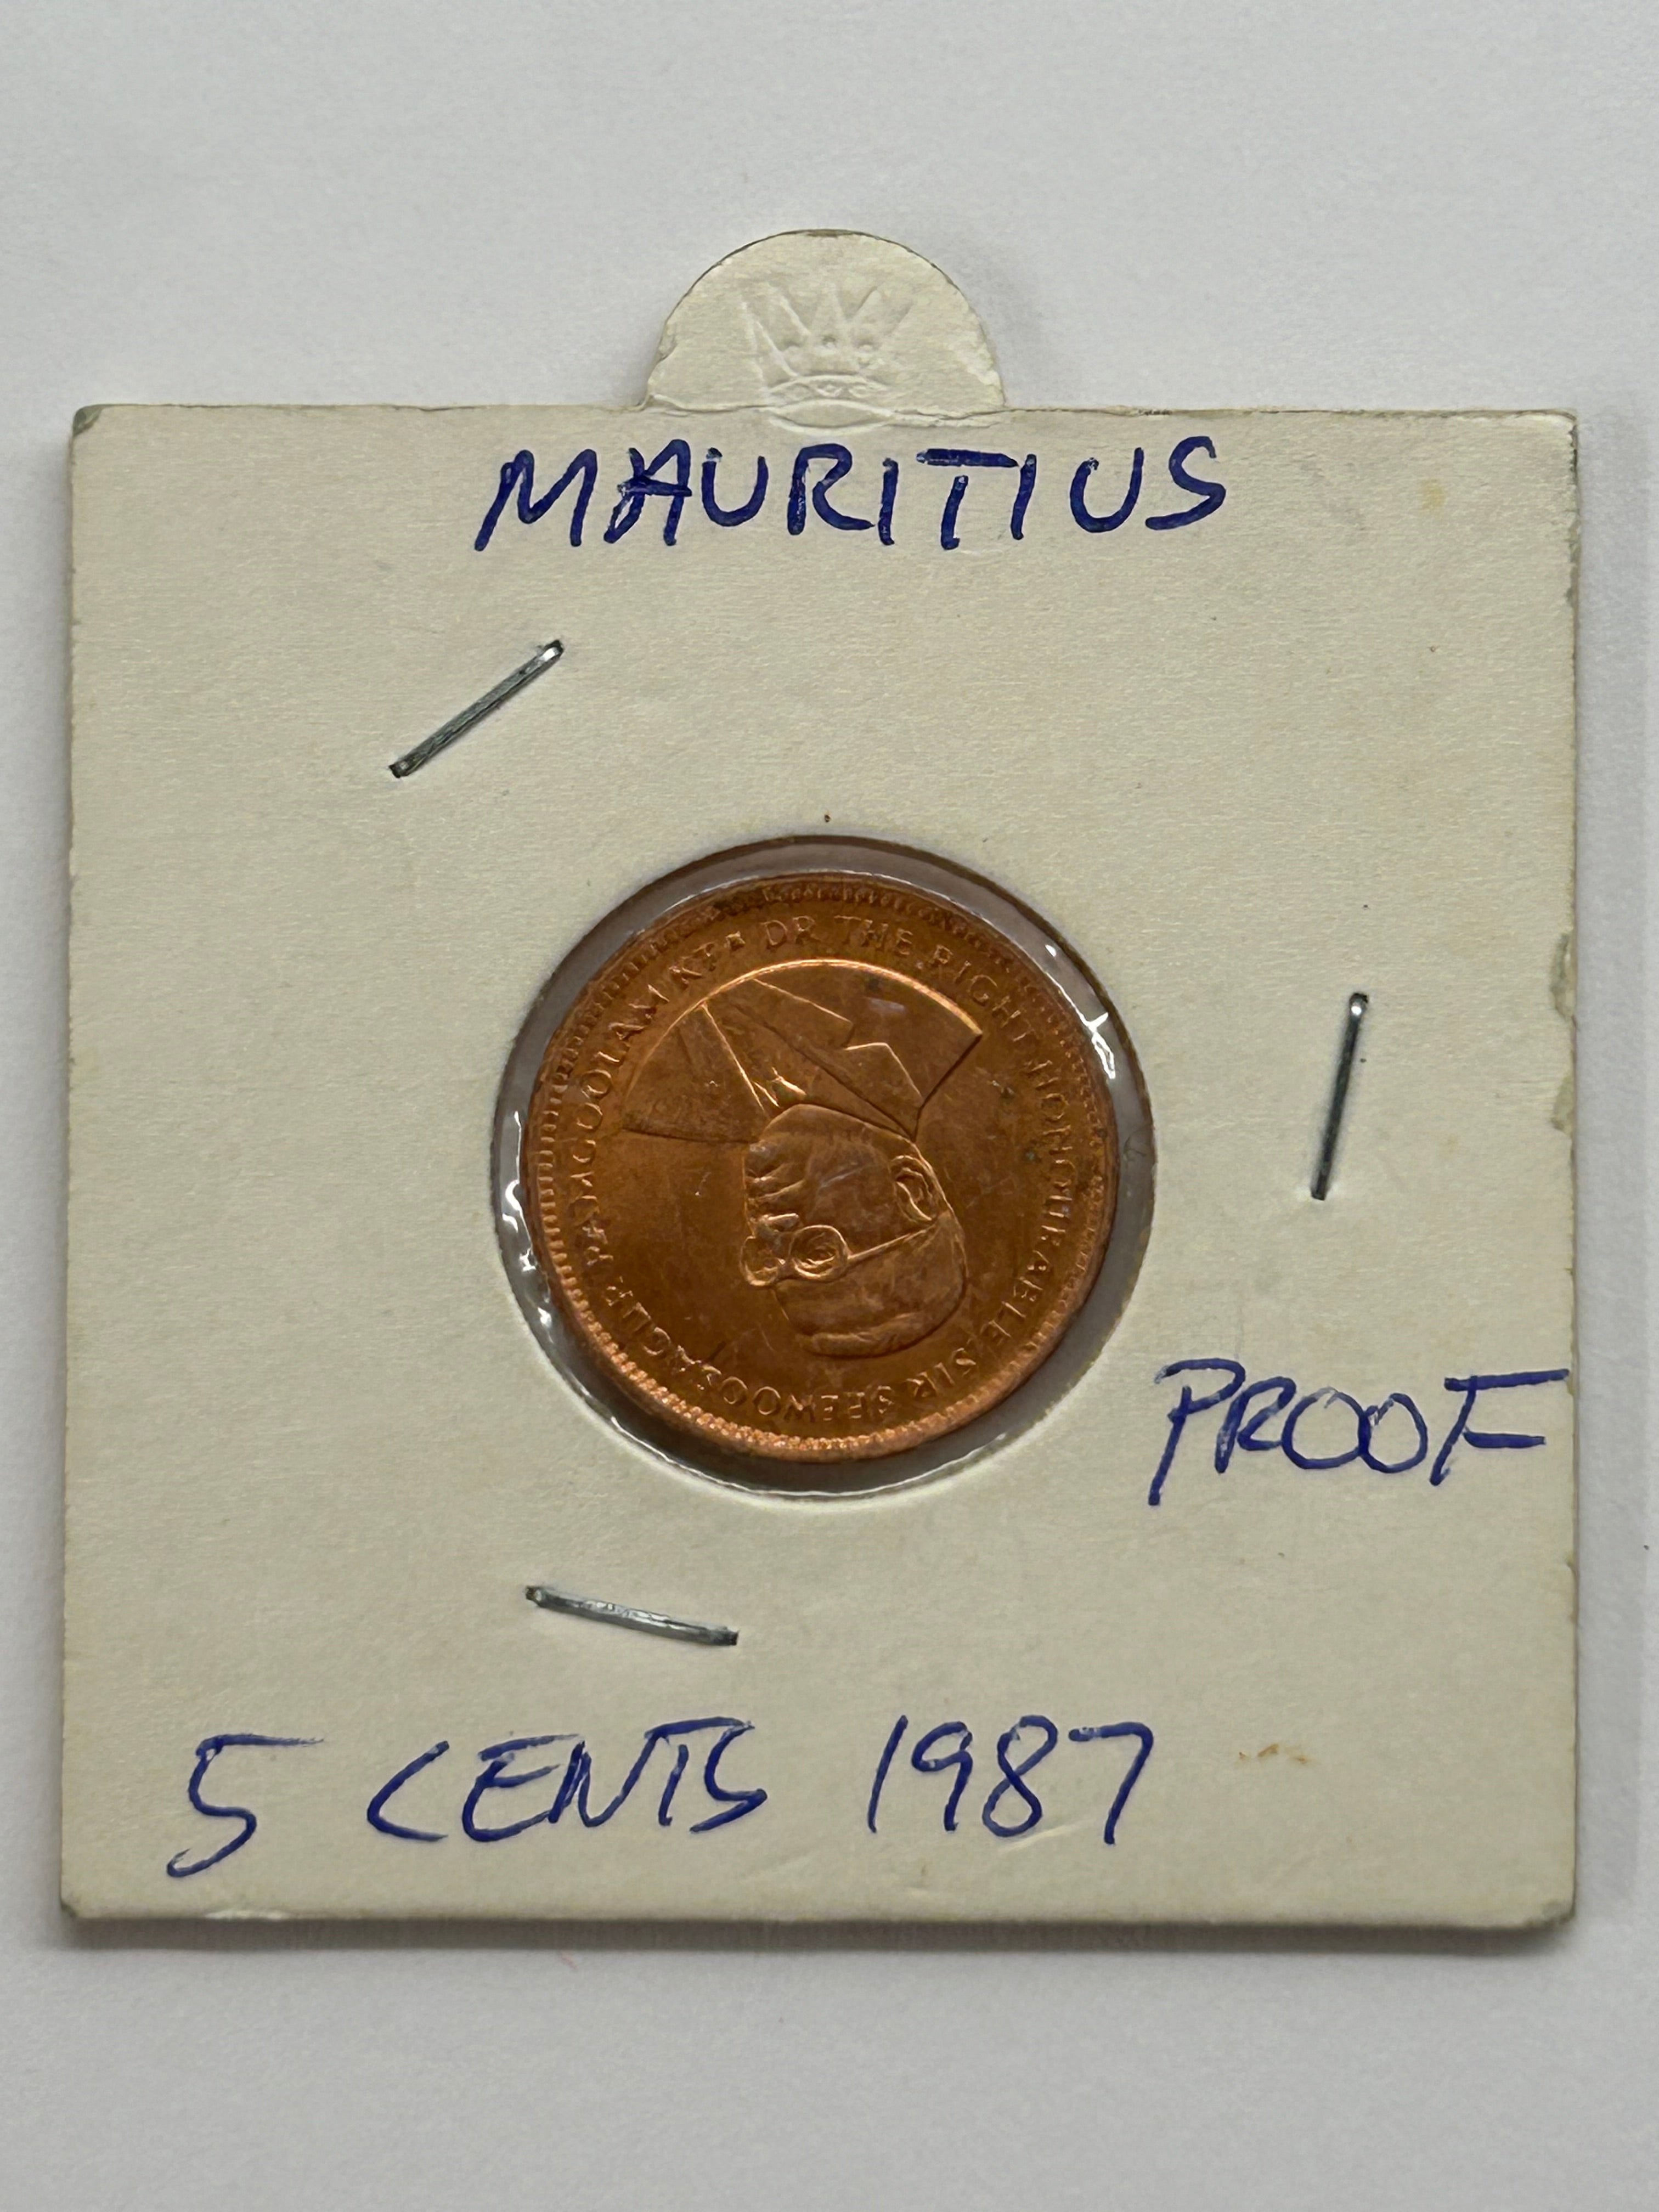 MAURITIUS
DR THE RIGHT HONOURABLE SIR SEEWOOSAGUR RAMGOOLAM KT
PROOF
5 CENTS 1987